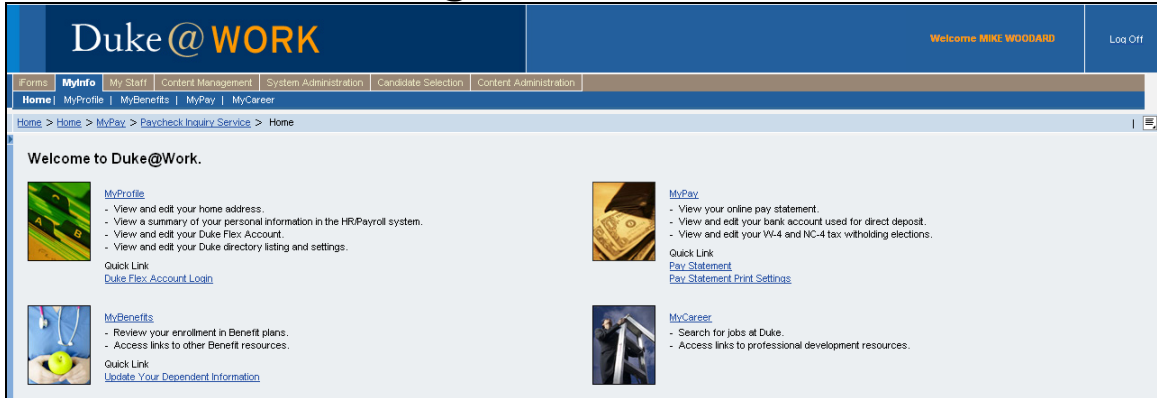 Duke@WORK
Welcome MIKE WOODARD
Log Off
iForms MyInfo My Staff Content Management System Administration Candidate Selection Content Administration
Home | MyProfile | MyBenefits | MyPay | MyCareer
Home > Home > MyPay > Paycheck Inquiry Service > Home
Welcome to Duke@Work.
MyProfile
- View and edit your home address.
- View a summary of your personal information in the HR/Payroll system.
- View and edit your Duke Flex Account.
- View and edit your Duke directory listing and settings.
Quick Link
Duke Flex Account Login
MyPay
- View your online pay statement.
- View and edit your bank account used for direct deposit.
- View and edit your W-4 and NC-4 tax witholding elections.
Quick Link
Pay Statement
Pay Statement Print Settings
MyBenefits
- Review your enrollment in Benefit plans.
- Access links to other Benefit resources.
Quick Link
Update Your Dependent Information
MyCareer
- Search for jobs at Duke.
- Access links to professional development resources.